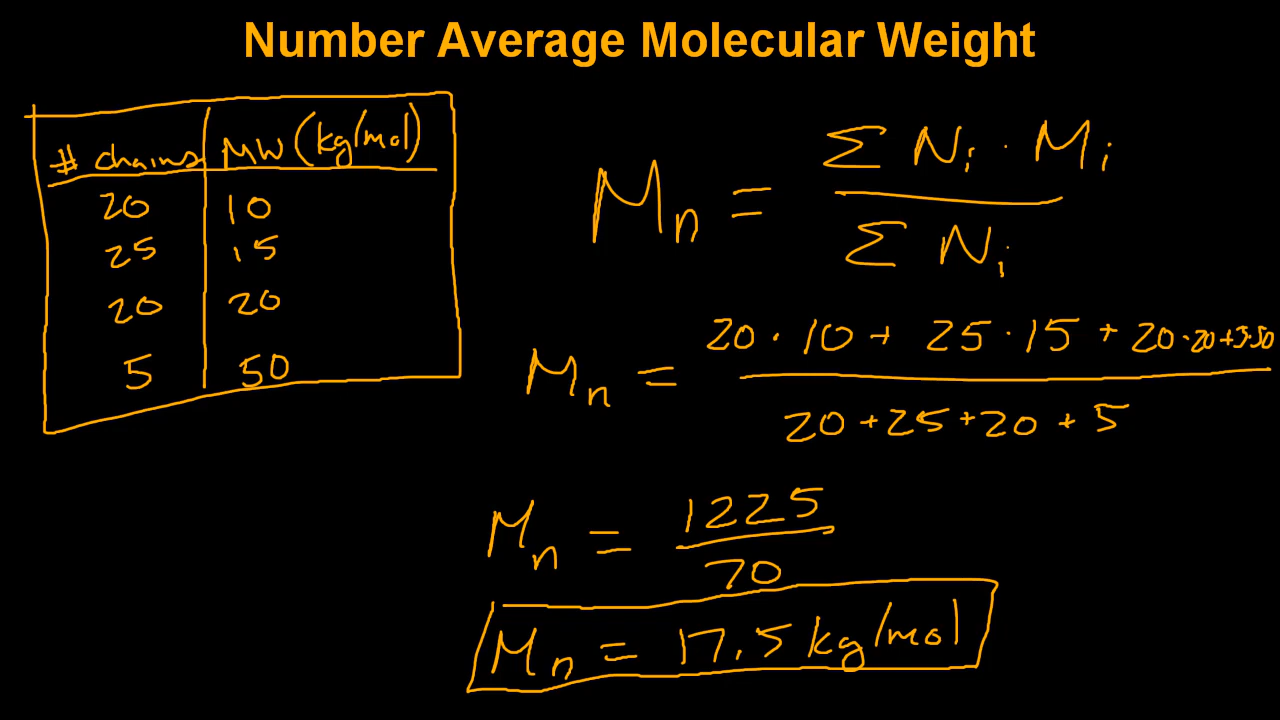 Number Average Molecular Weight
# chains MW (kg/mol)
20 10
25 15
20 20
5 50
Mn = Σ Ni · Mi
Σ Ni
Mn = 20 · 10 + 25 · 15 + 20 · 20 + 5 · 50
20 + 25 + 20 + 5
Mn = 1225
70
Mn = 17.5 kg/mol